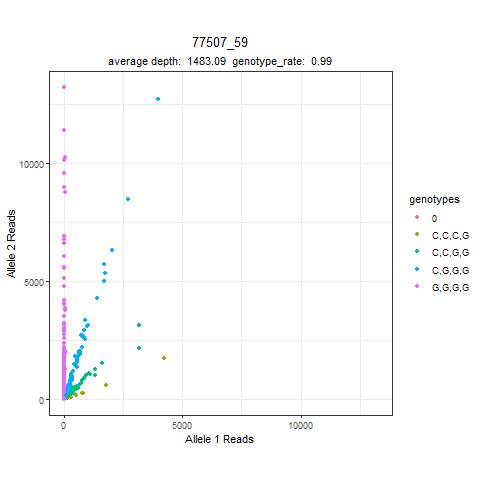 77507_59
average depth:  1483.09  genotype_rate:  0.99
Allele 2 Reads
10000
5000
0
0
5000
10000
Allele 1 Reads
genotypes
0
C,C,C,G
C,C,G,G
C,G,G,G
G,G,G,G